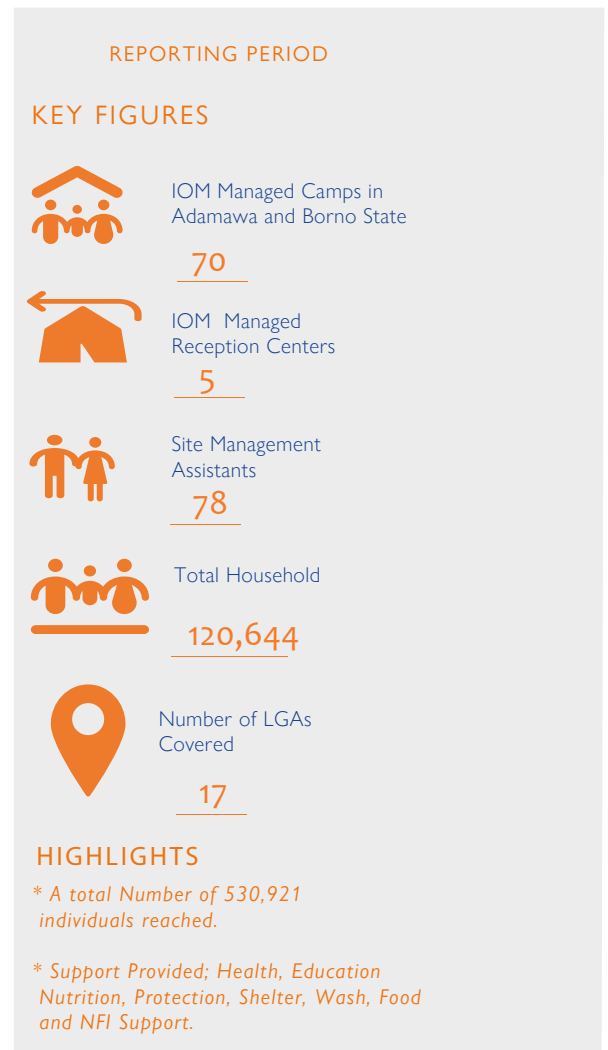 REPORTING PERIOD
KEY FIGURES
IOM Managed Camps in
Adamawa and Borno State
70
IOM Managed
Reception Centers
5
Site Management
Assistants
78
Total Household
120,644
Number of LGAs
Covered
17
HIGHLIGHTS
* A total Number of 530,921
individuals reached.
* Support Provided; Health, Education
Nutrition, Protection, Shelter, Wash, Food
and NFI Support.